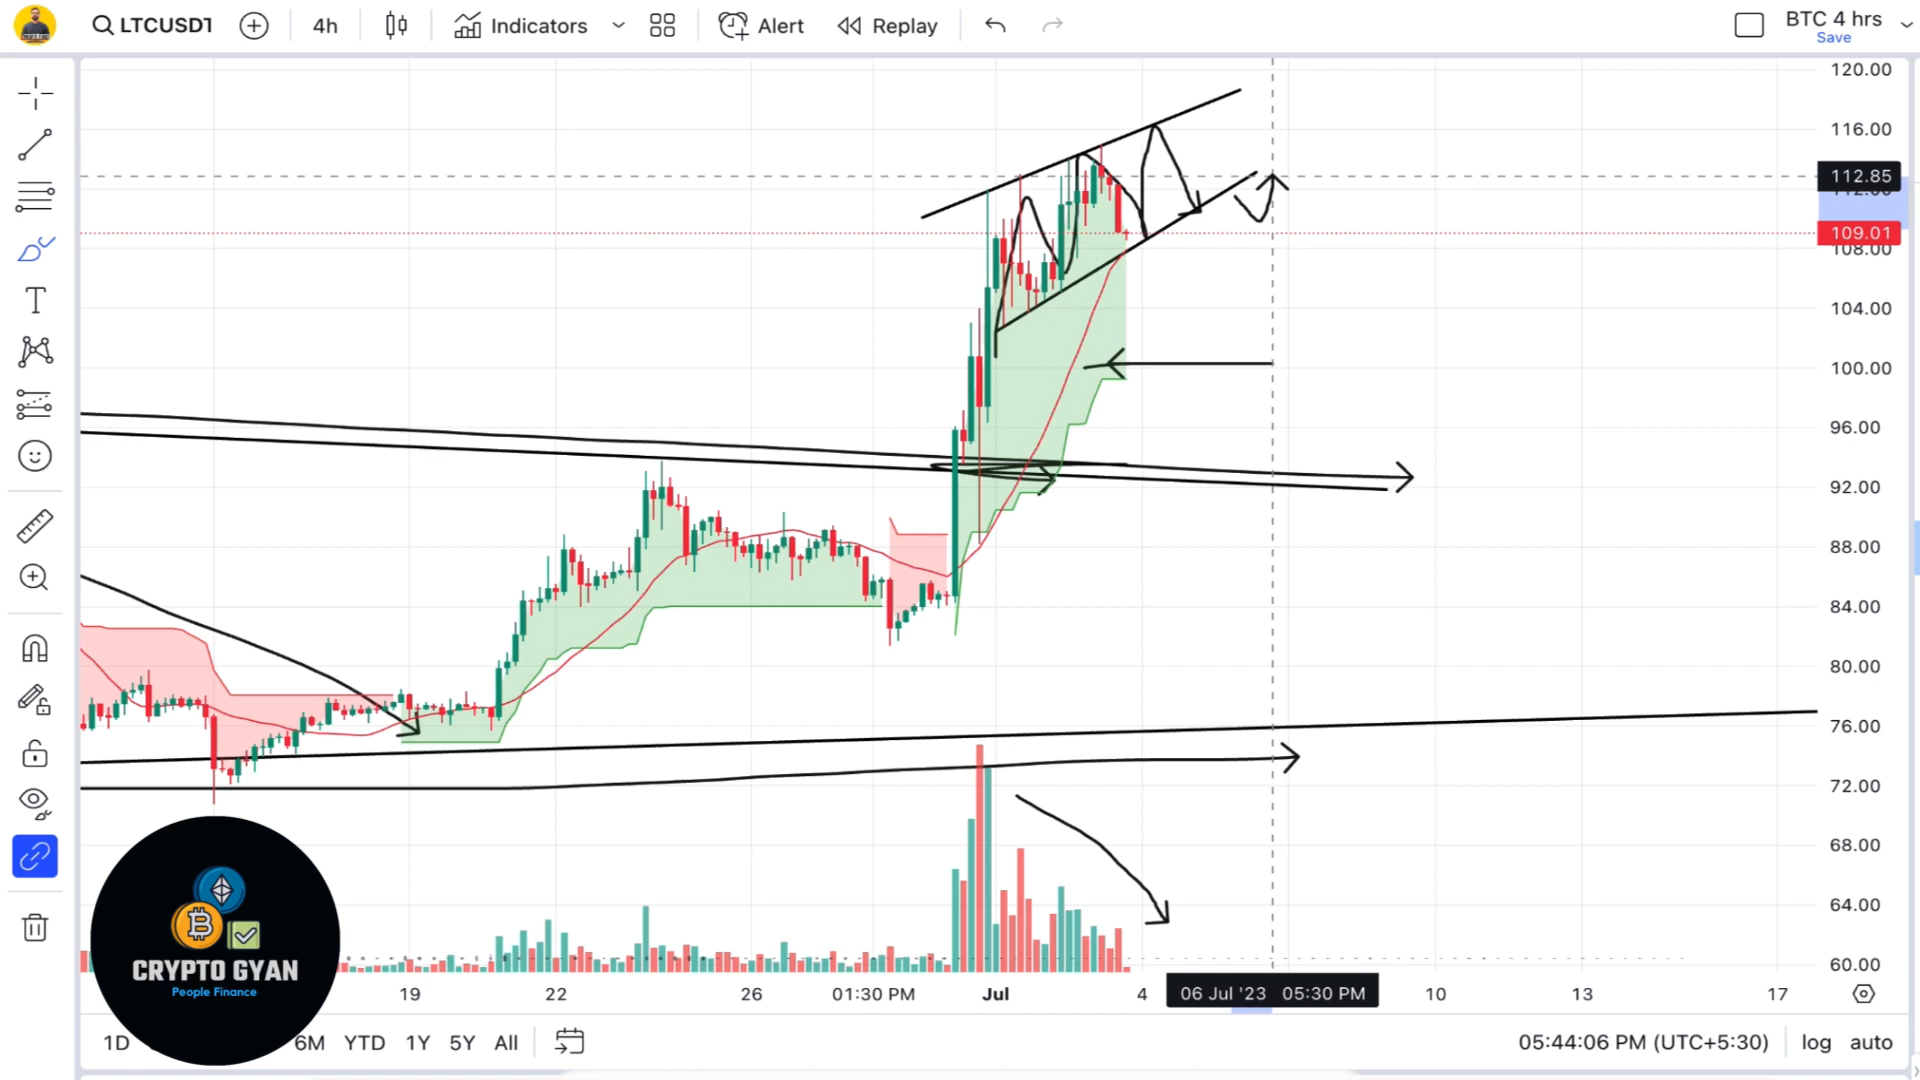 LTCUSDT
4h
Indicators
Alert
Replay
BTC 4 hrs
Save
120.00
116.00
112.85
109.01
108.00
104.00
100.00
96.00
92.00
88.00
84.00
80.00
76.00
72.00
68.00
64.00
60.00
CRYPTO GYAN
People Finance
19
22
26
01:30 PM
Jul
4
06 Jul '23 05:30 PM
10
13
17
1D
6M
YTD
1Y
5Y
All
05:44:06 PM (UTC+5:30)
log
auto